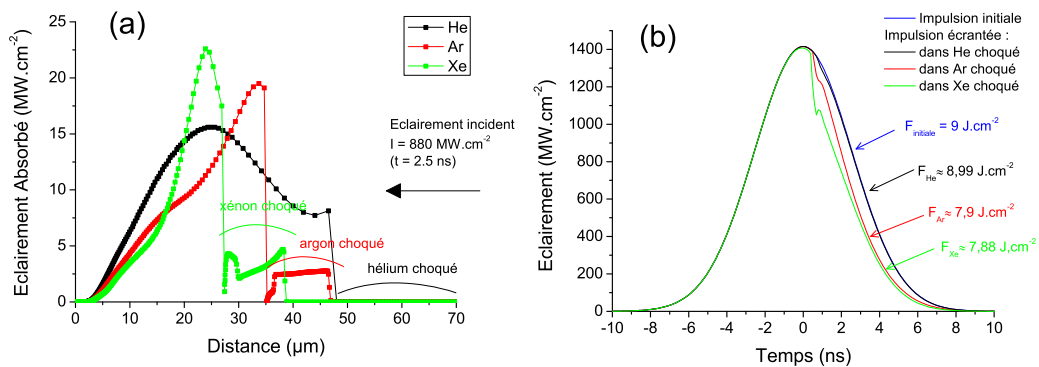 (a)
He
Ar
Xe
Eclairement incident
I = 880 MW.cm-2
(t = 2.5 ns)
xénon choqué
argon choqué
hélium choqué
Eclairement Absorbé (MW.cm-2)
25
20
15
10
5
0
0 10 20 30 40 50 60 70
Distance (µm)
(b)
Impulsion initiale
Impulsion écrantée :
dans He choqué
dans Ar choqué
dans Xe choqué
Finitiale = 9 J.cm-2
FHe≈ 8,99 J.cm-2
FAr≈ 7,9 J.cm-2
FXe≈ 7,88 J,cm-2
Eclairement (MW.cm-2)
1400
1200
1000
800
600
400
200
0
-10 -8 -6 -4 -2 0 2 4 6 8 10
Temps (ns)